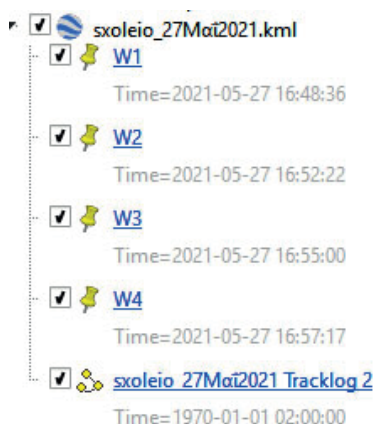 sxoleio_27Μαΐ2021.kml
W1
Time=2021-05-27 16:48:36
W2
Time=2021-05-27 16:52:22
W3
Time=2021-05-27 16:55:00
W4
Time=2021-05-27 16:57:17
sxoleio_27Μαΐ2021 Tracklog 2
Time=1970-01-01 02:00:00